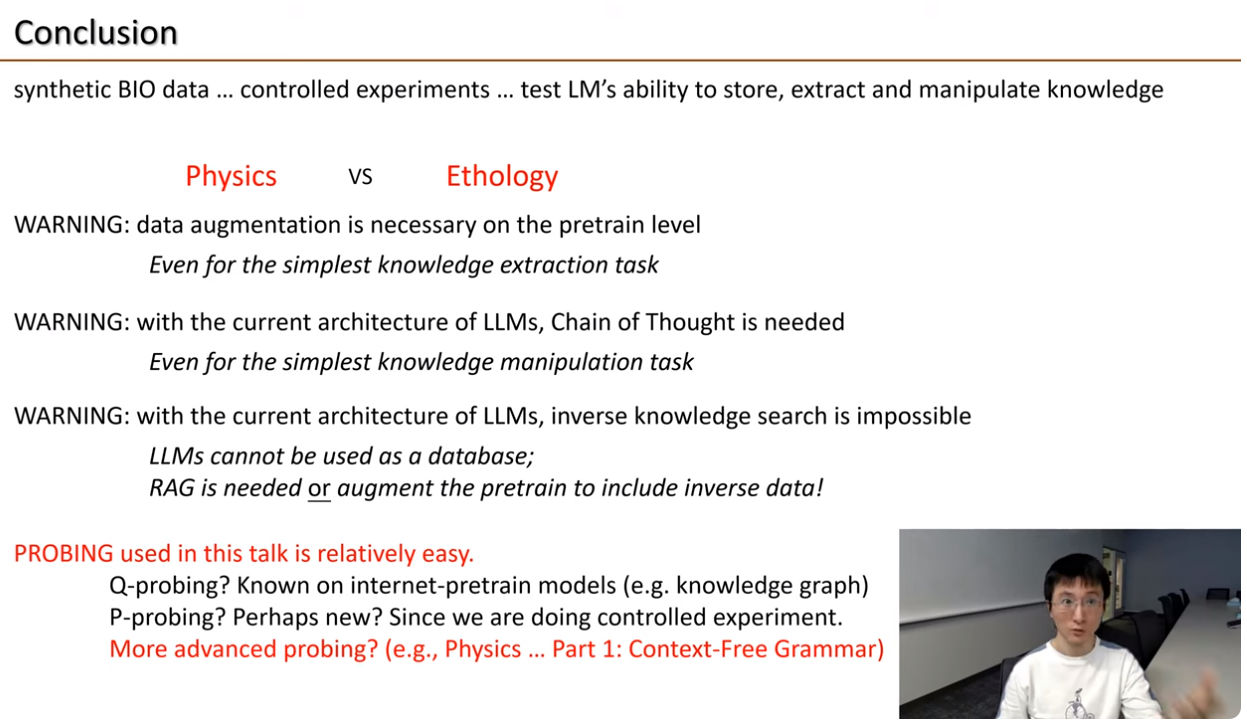 Conclusion
synthetic BIO data ... controlled experiments ... test LM's ability to store, extract and manipulate knowledge
Physics vs Ethology
WARNING: data augmentation is necessary on the pretrain level
Even for the simplest knowledge extraction task
WARNING: with the current architecture of LLMs, Chain of Thought is needed
Even for the simplest knowledge manipulation task
WARNING: with the current architecture of LLMs, inverse knowledge search is impossible
LLMs cannot be used as a database;
RAG is needed or augment the pretrain to include inverse data!
PROBING used in this talk is relatively easy.
Q-probing? Known on internet-pretrain models (e.g. knowledge graph)
P-probing? Perhaps new? Since we are doing controlled experiment.
More advanced probing? (e.g., Physics ... Part 1: Context-Free Grammar)